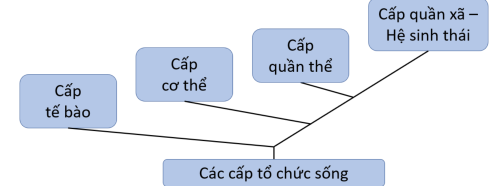 Cấp quần xã –
Hệ sinh thái
Cấp
quần thể
Cấp
cơ thể
Cấp
tế bào
Các cấp tổ chức sống